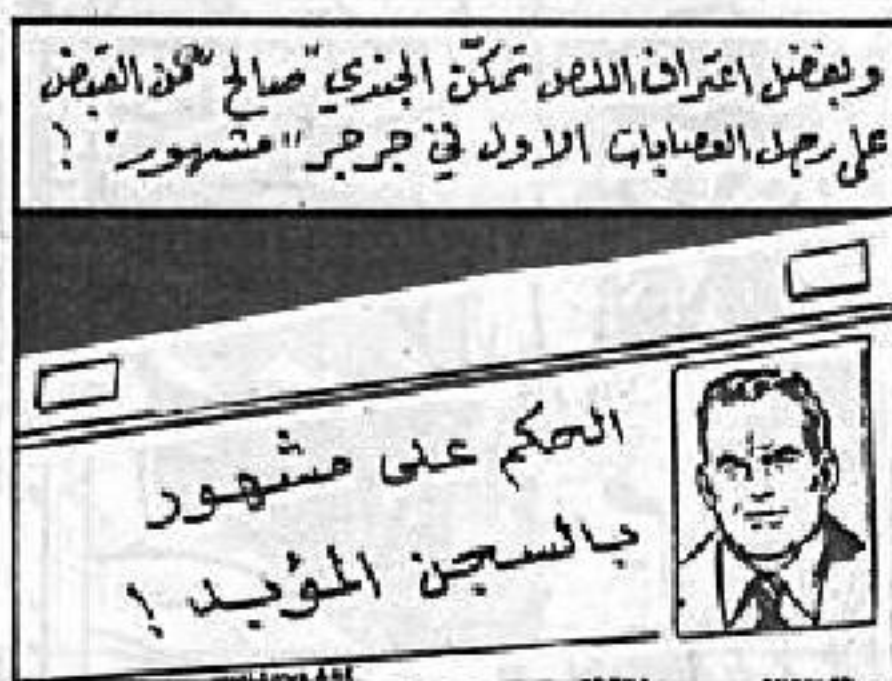 وبفضل اعتراف اللص تمكّن الجندي "صالح" من القبض
على رجل العصابات الاول في جرجر "مشهور" !
الحكم على مشهور
بالسجن المؤبد !